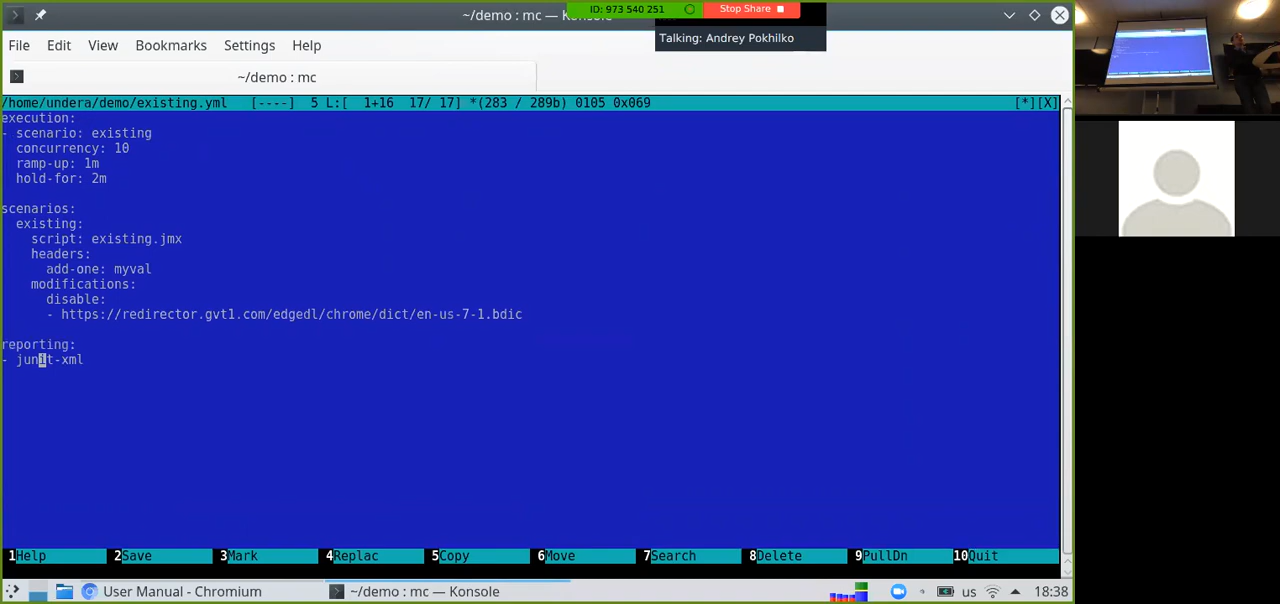 ~/demo : mc — Konsole
ID: 973 540 251
Stop Share
Talking: Andrey Pokhilko
File Edit View Bookmarks Settings Help
~/demo : mc
/home/undera/demo/existing.yml [----] 5 L:[ 1+16 17/ 17] *(283 / 289b) 0105 0x069 [*][X]
execution:
- scenario: existing
concurrency: 10
ramp-up: 1m
hold-for: 2m
scenarios:
existing:
script: existing.jmx
headers:
add-one: myval
modifications:
disable:
- https://redirector.gvt1.com/edgedl/chrome/dict/en-us-7-1.bdic
reporting:
- junit-xml
1Help 2Save 3Mark 4Replac 5Copy 6Move 7Search 8Delete 9PullDn 10Quit
User Manual - Chromium
~/demo : mc — Konsole
us
18:38